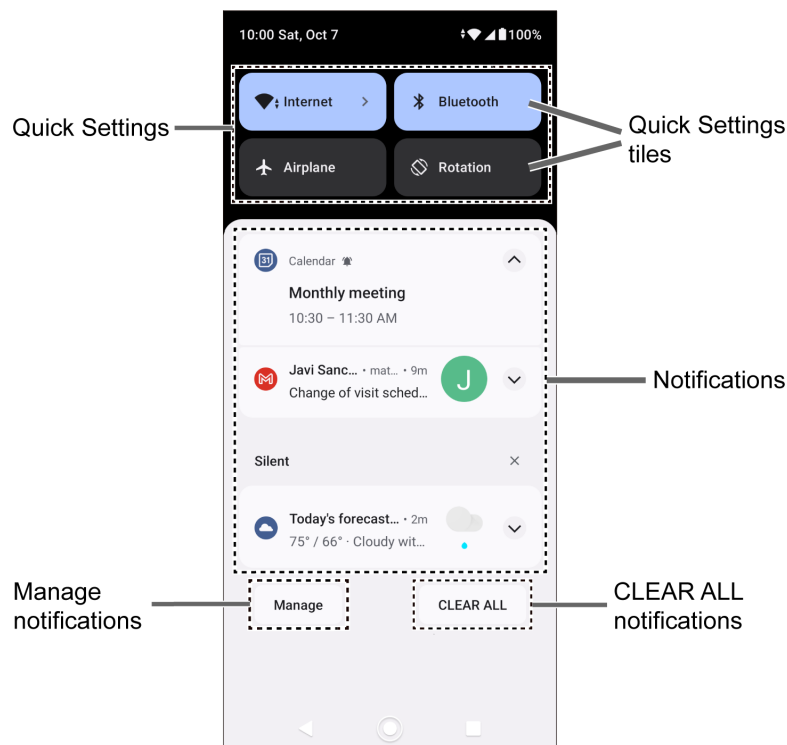 10:00 Sat, Oct 7 100%
Internet Bluetooth
Quick Settings
Quick Settings
tiles
Airplane Rotation
31 Calendar
Monthly meeting
10:30 – 11:30 AM
Javi Sanc... • mat... • 9m J
Change of visit sched...
Notifications
Silent
Today's forecast... • 2m
75° / 66° · Cloudy wit...
Manage
notifications
Manage CLEAR ALL
CLEAR ALL
notifications